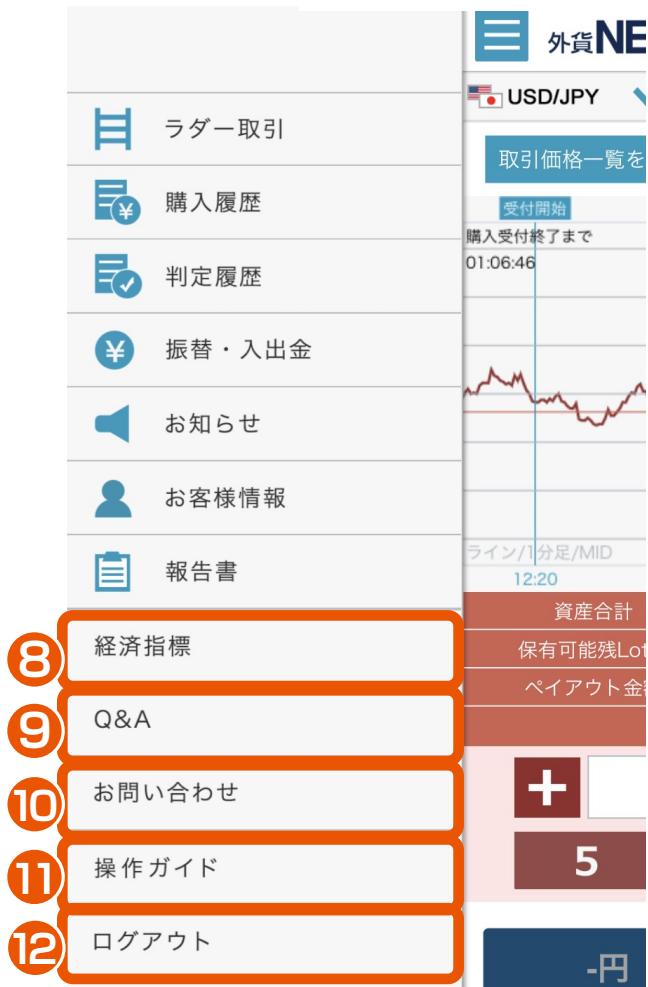 ラダー取引
購入履歴
判定履歴
振替・入出金
お知らせ
お客様情報
報告書
8 経済指標
9 Q&A
10 お問い合わせ
11 操作ガイド
12 ログアウト
外貨NE
USD/JPY
取引価格一覧を
受付開始
購入受付終了まで
01:06:46
ライン/1分足/MID
12:20
資産合計
保有可能残Lot
ペイアウト金
+
5
-円